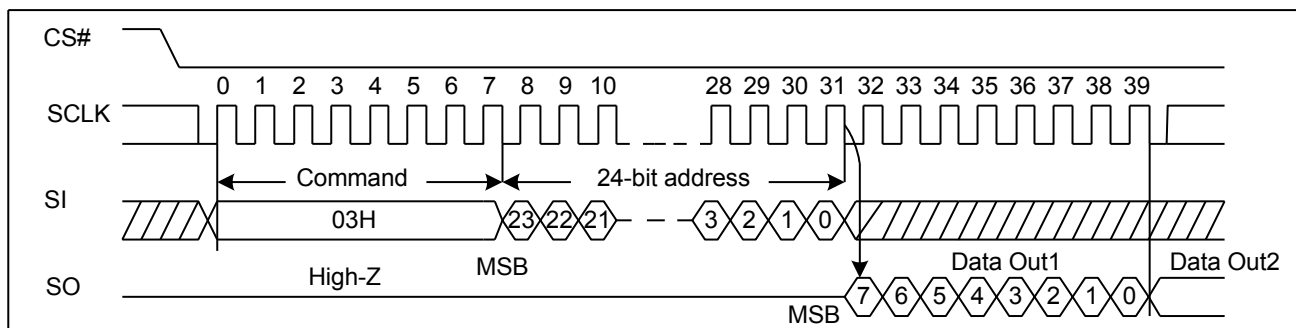 CS#
0 1 2 3 4 5 6 7 8 9 10 28 29 30 31 32 33 34 35 36 37 38 39
SCLK
Command 24-bit address
SI
03H 23 22 21 3 2 1 0
High-Z MSB Data Out1 Data Out2
SO
MSB 7 6 5 4 3 2 1 0